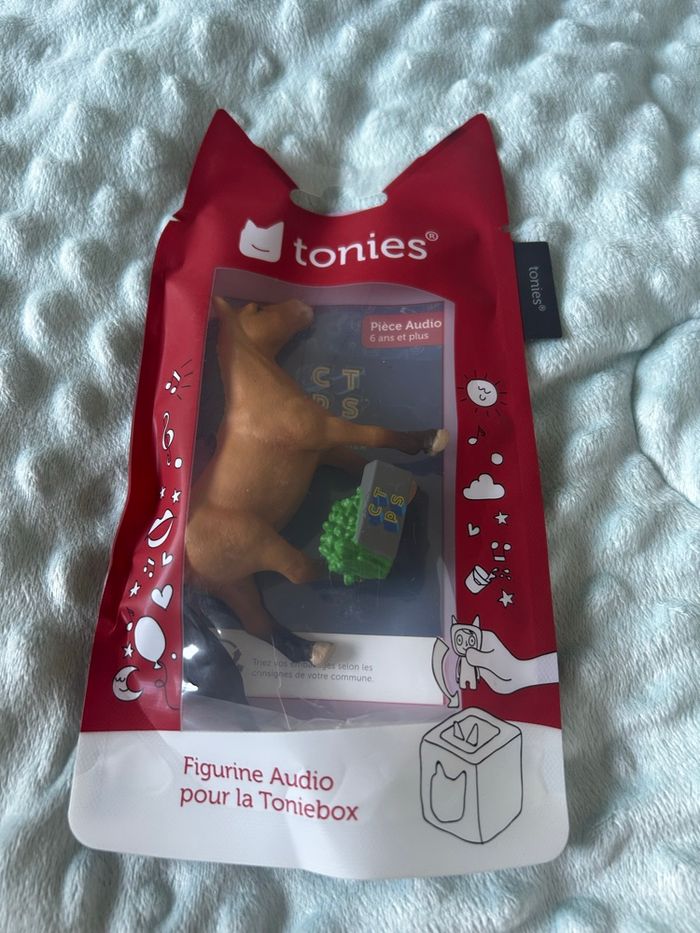 tonies®
tonies®
Pièce Audio
6 ans et plus
C T
P S
C T
P S
Triez vos emballages selon les
consignes de votre commune.
Figurine Audio
pour la Toniebox